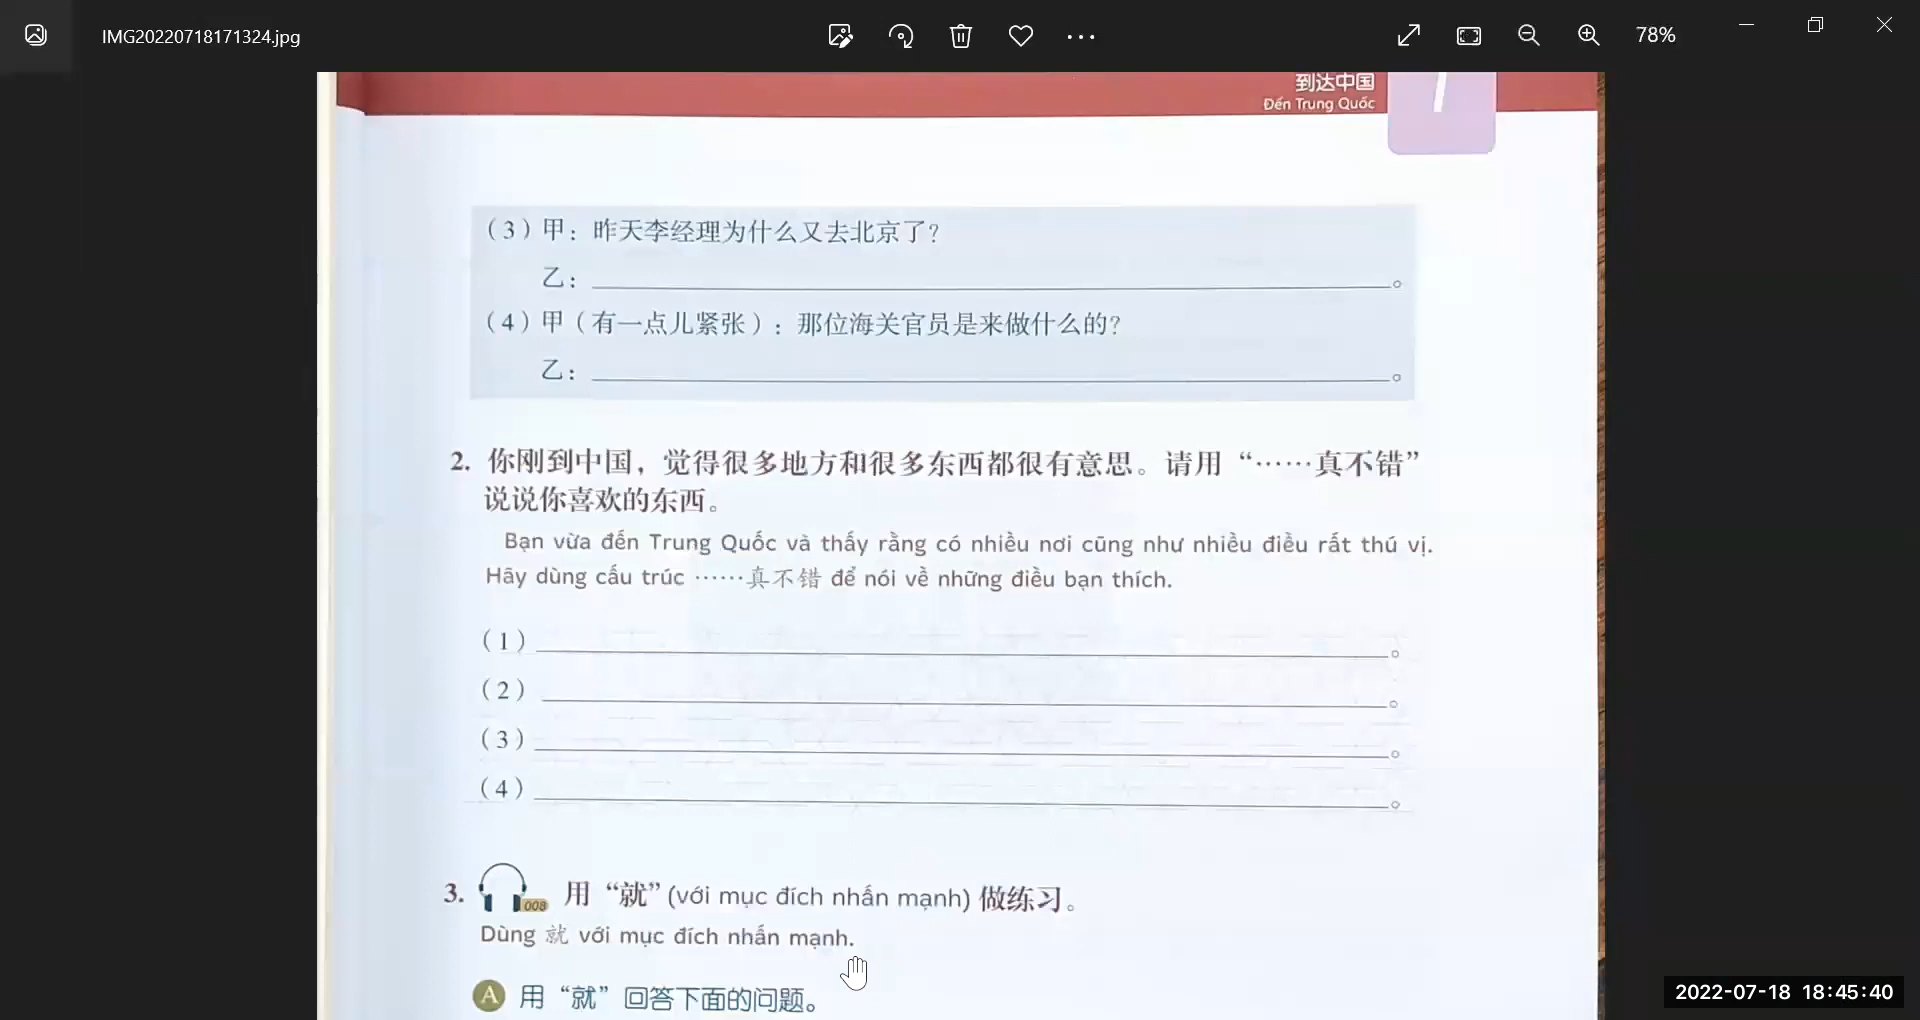 IMG20220718171324.jpg
78%
到达中国
Đến Trung Quốc
1
（3）甲：昨天李经理为什么又去北京了？
乙：。
（4）甲（有一点儿紧张）：那位海关官员是来做什么的？
乙：。
2. 你刚到中国，觉得很多地方和很多东西都很有意思。请用“……真不错”
说说你喜欢的东西。
Bạn vừa đến Trung Quốc và thấy rằng có nhiều nơi cũng như nhiều điều rất thú vị.
Hãy dùng cấu trúc ……真不错 để nói về những điều bạn thích.
（1）。
（2）。
（3）。
（4）。
3. 008 用“就”(với mục đích nhấn mạnh) 做练习。
Dùng 就 với mục đích nhấn mạnh.
A 用“就”回答下面的问题。
2022-07-18 18:45:40